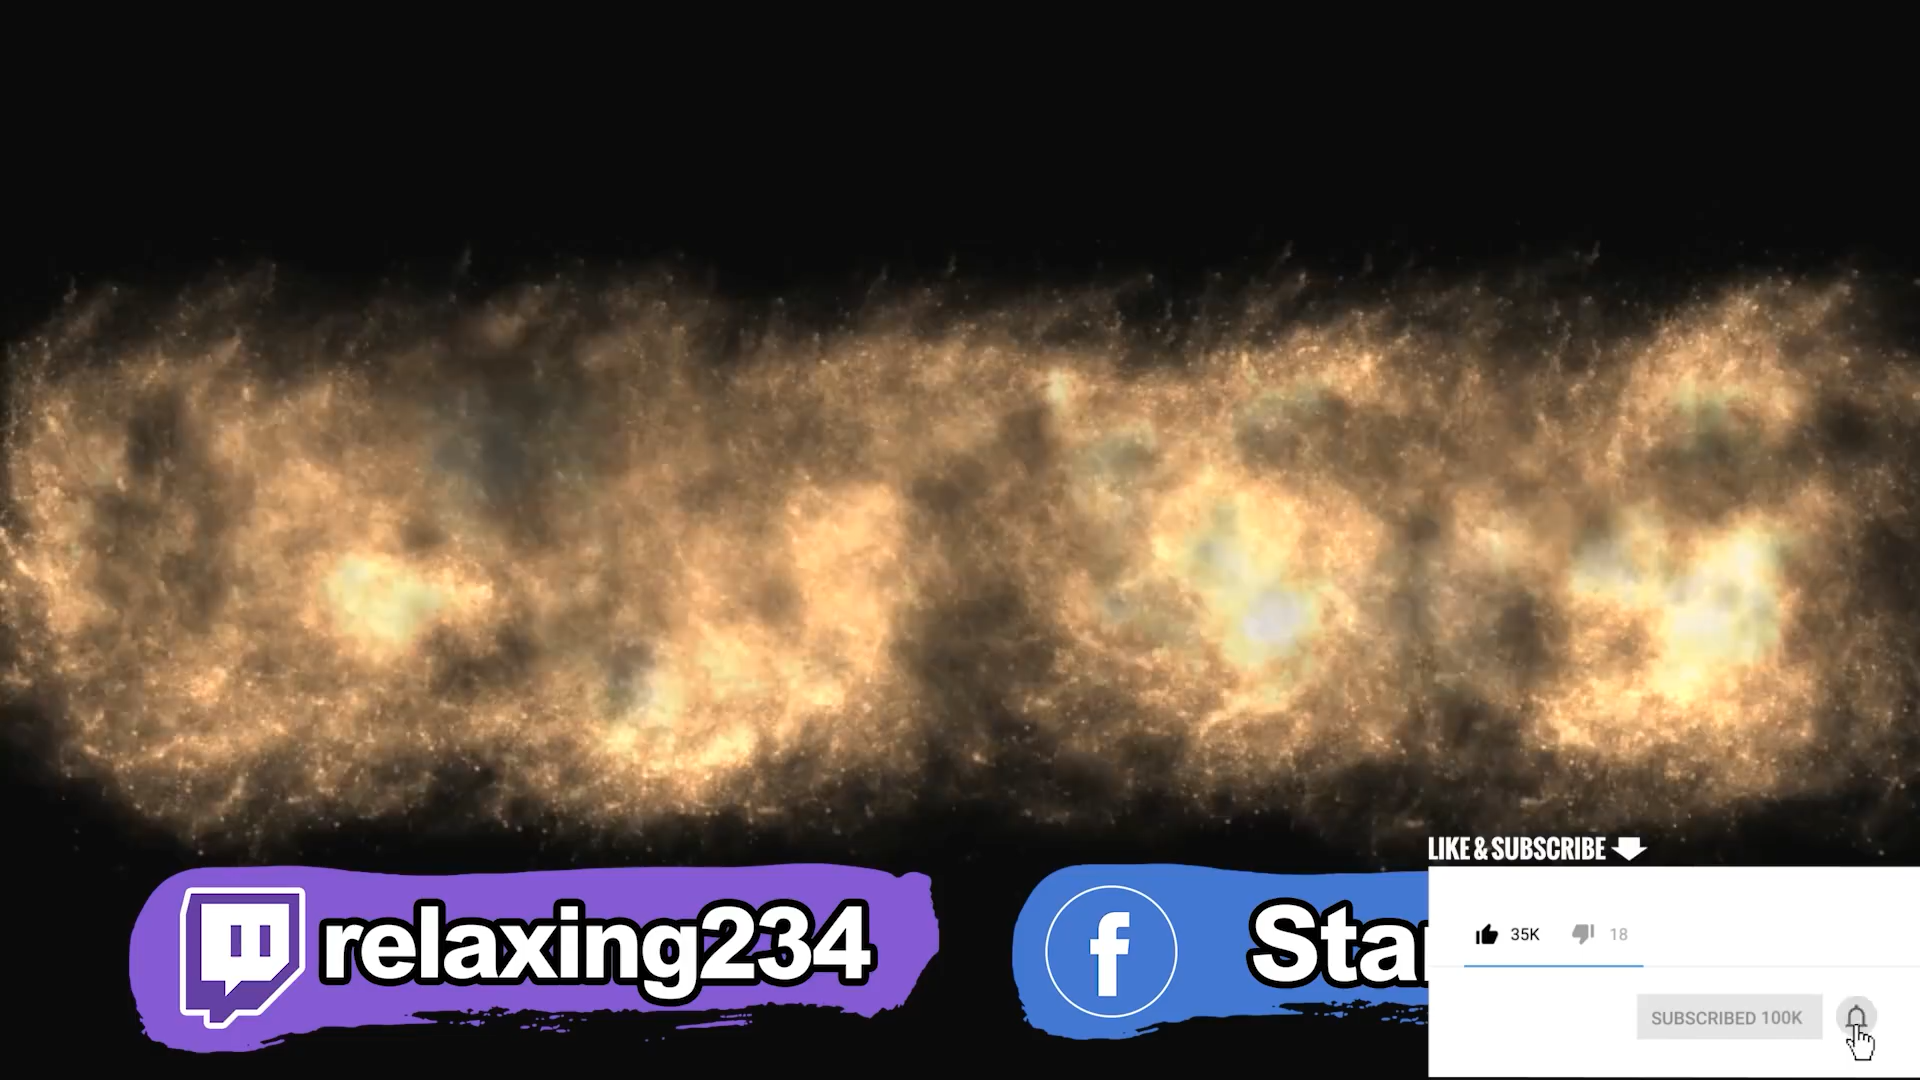 LIKE & SUBSCRIBE
relaxing234
Star
35K 18
SUBSCRIBED 100K